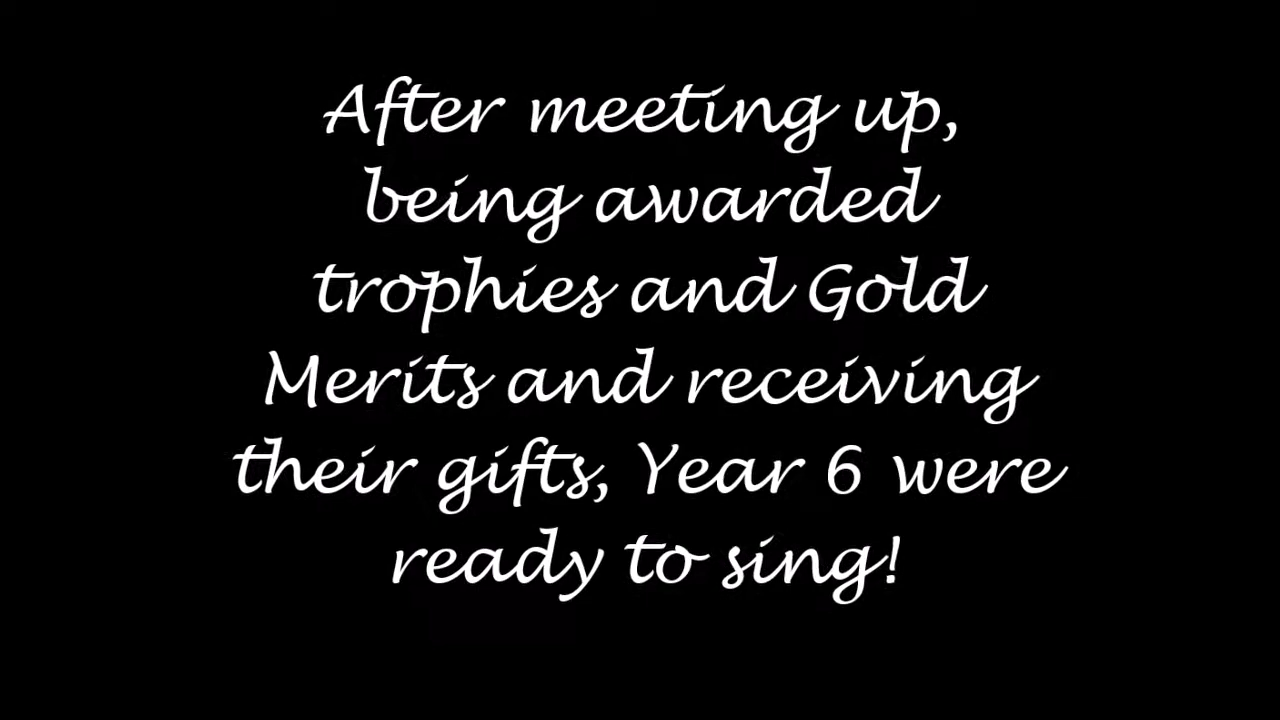 After meeting up,
being awarded
trophies and Gold
Merits and receiving
their gifts, Year 6 were
ready to sing!